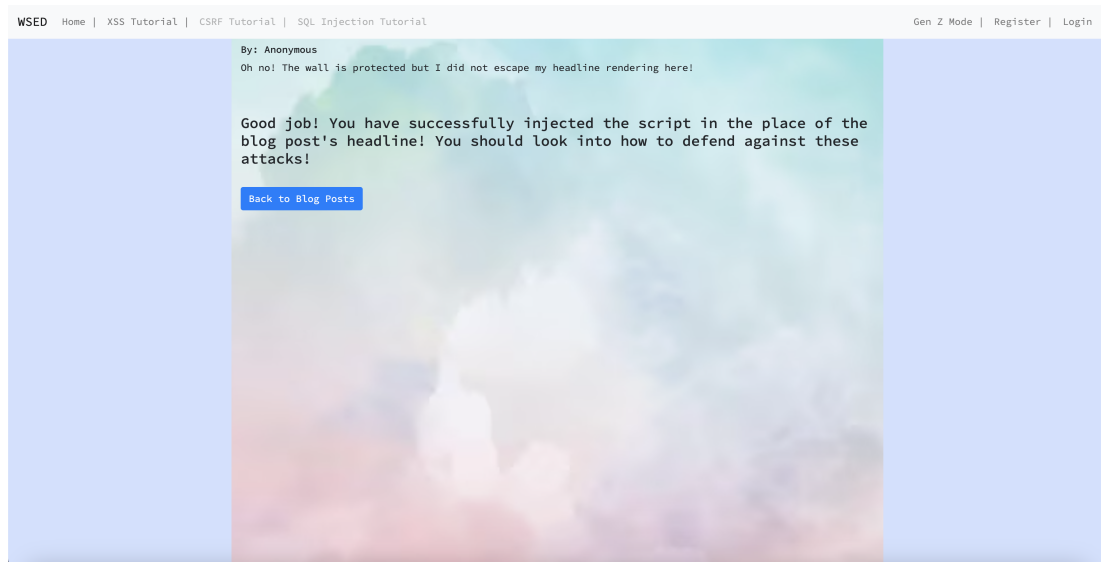 WSED Home | XSS Tutorial | CSRF Tutorial | SQL Injection Tutorial Gen Z Mode | Register | Login
By: Anonymous
Oh no! The wall is protected but I did not escape my headline rendering here!
Good job! You have successfully injected the script in the place of the
blog post's headline! You should look into how to defend against these
attacks!
Back to Blog Posts